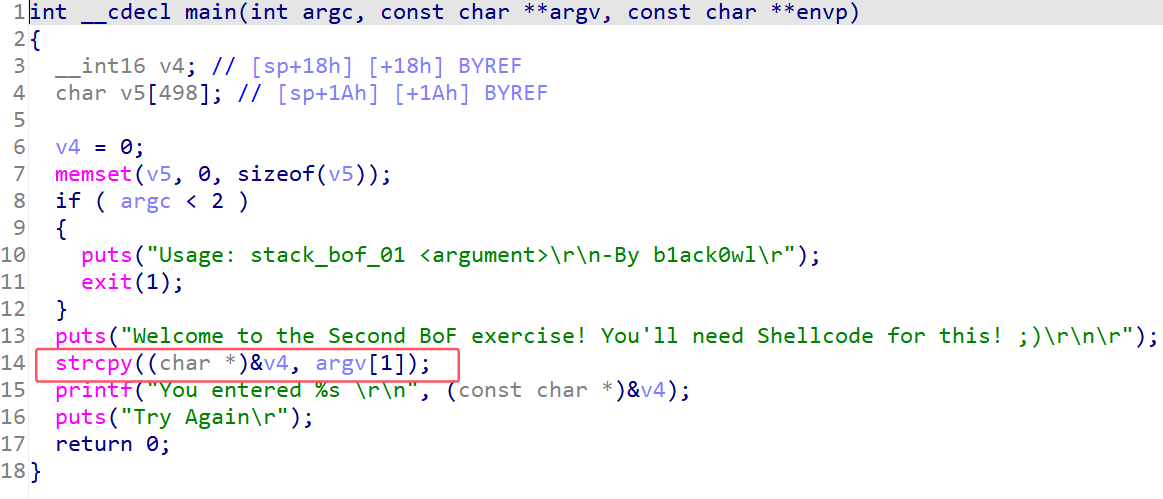 1 int __cdecl main(int argc, const char **argv, const char **envp)
2 {
3   __int16 v4; // [sp+18h] [+18h] BYREF
4   char v5[498]; // [sp+1Ah] [+1Ah] BYREF
5
6   v4 = 0;
7   memset(v5, 0, sizeof(v5));
8   if ( argc < 2 )
9   {
10     puts("Usage: stack_bof_01 <argument>\r\n-By b1ack0wl\r");
11     exit(1);
12   }
13   puts("Welcome to the Second BoF exercise! You'll need Shellcode for this! ;)\r\n\r");
14   strcpy((char *)&v4, argv[1]);
15   printf("You entered %s \r\n", (const char *)&v4);
16   puts("Try Again\r");
17   return 0;
18 }